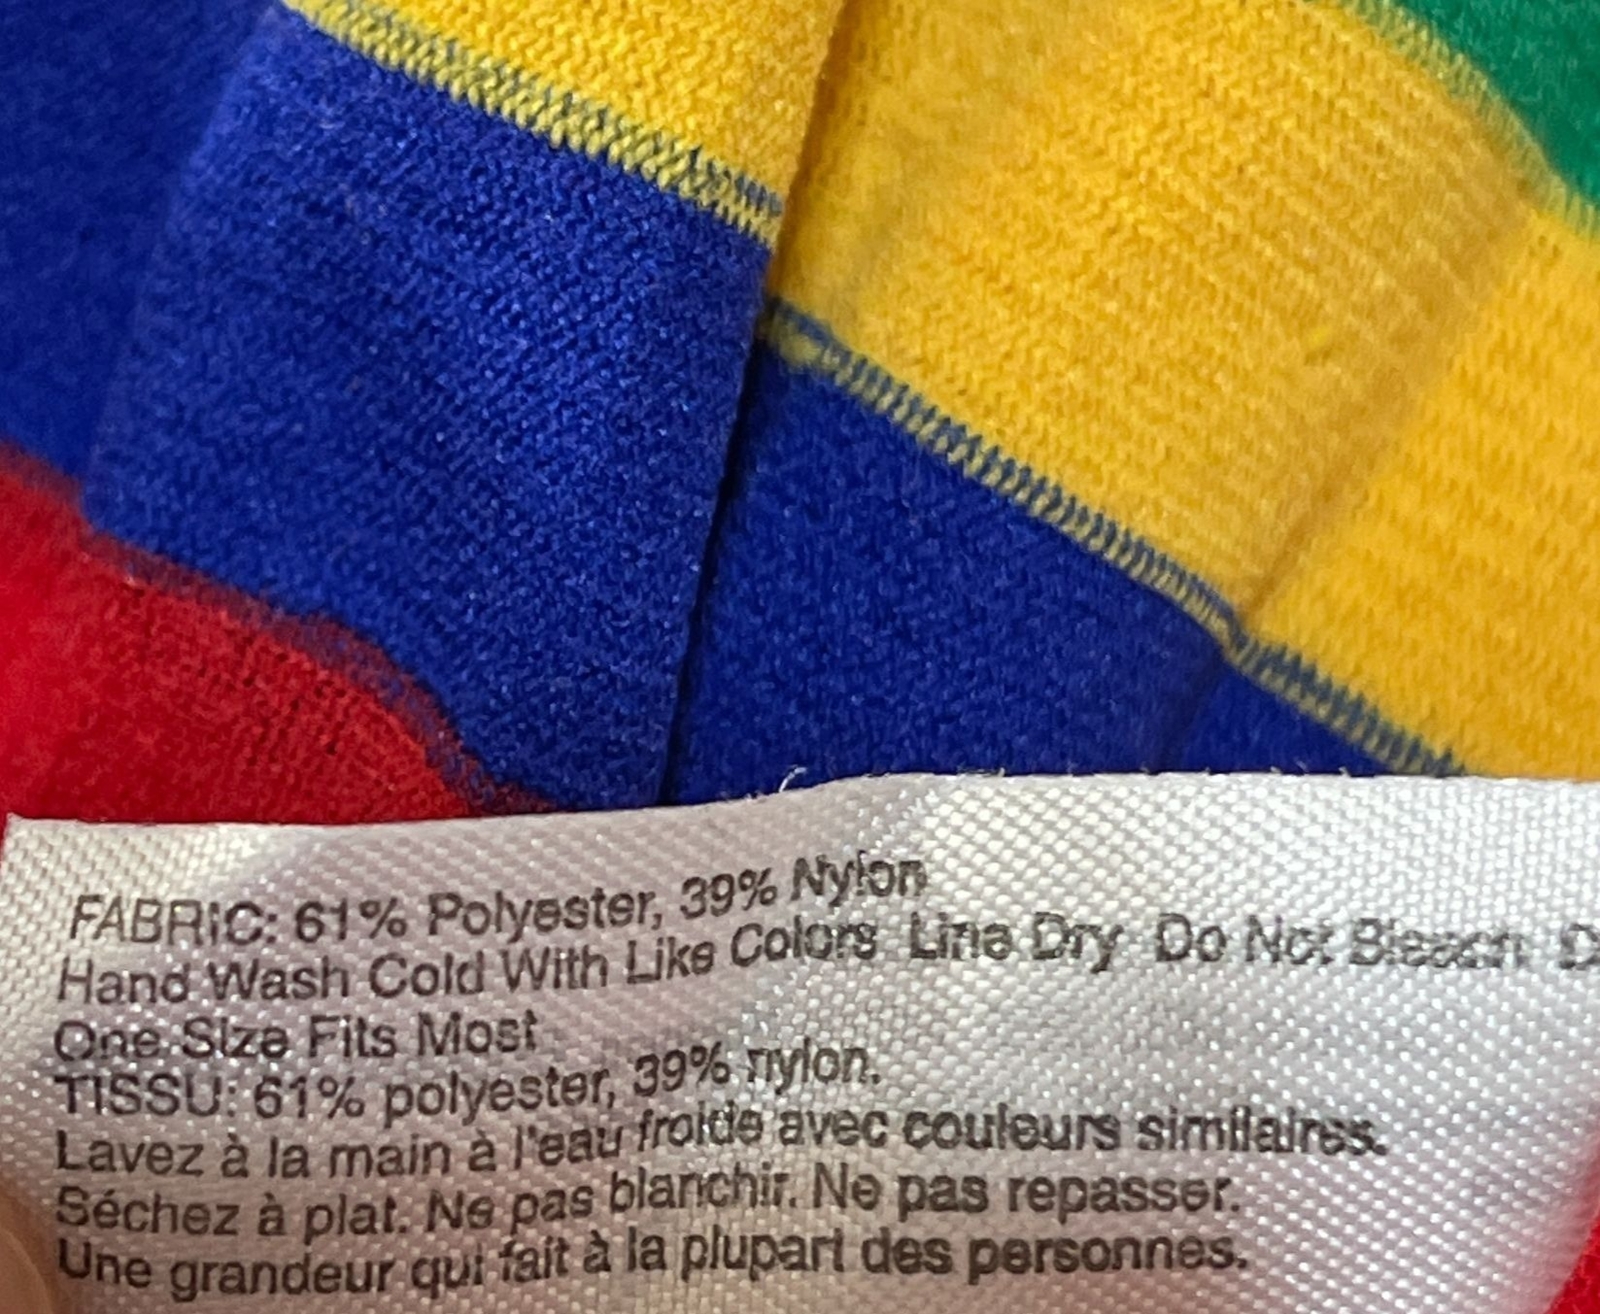 FABRIC: 61% Polyester, 39% Nylon
Hand Wash Cold With Like Colors Line Dry Do Not Bleach
One Size Fits Most
TISSU: 61% polyester, 39% nylon.
Lavez à la main à l'eau froide avec couleurs similaires.
Séchez à plat. Ne pas blanchir. Ne pas repasser.
Une grandeur qui fait à la plupart des personnes.